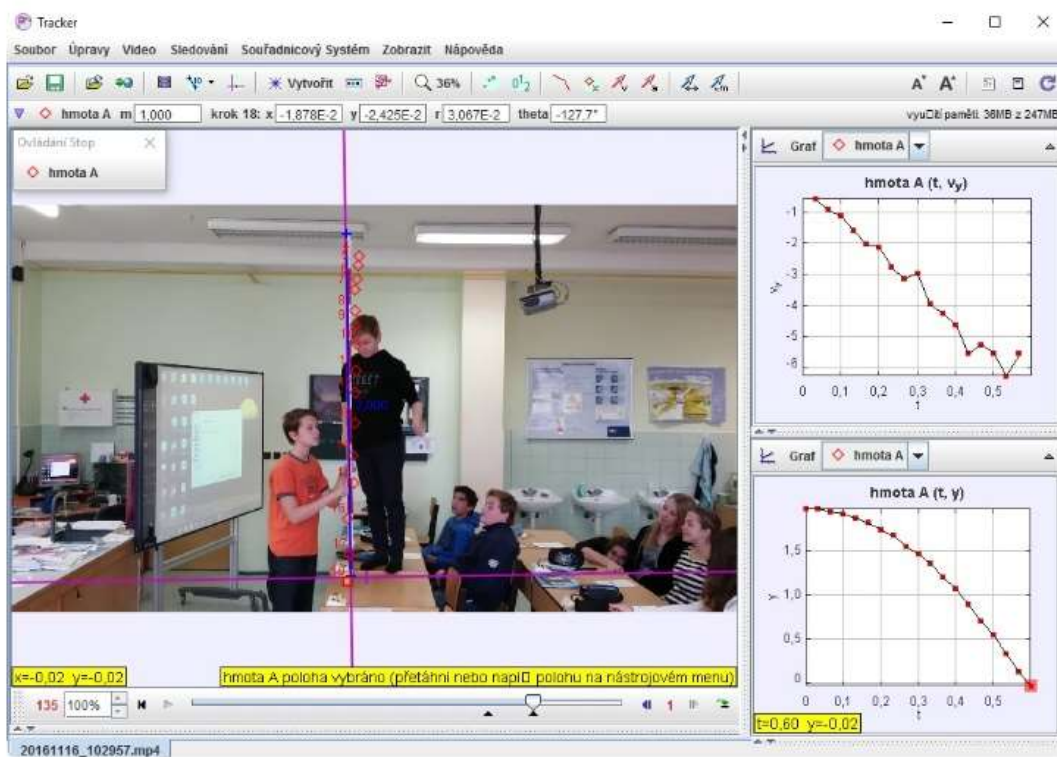 Tracker
Soubor Úpravy Video Sledování Souřadnicový Systém Zobrazit Nápověda
Vytvořit 36%
hmota A m 1,000 krok 18: x -1,878E-2 y -2,425E-2 r 3,067E-2 theta -127,7° vyu□ití paměti: 36MB z 247MB
Ovládání Stop
hmota A
Graf hmota A
hmota A (t, vy)
-1
-2
-3
-4
-5
-6
vy
0 0,1 0,2 0,3 0,4 0,5
t
Graf hmota A
hmota A (t, y)
1,5
1,0
0,5
0
y
0 0,1 0,2 0,3 0,4 0,5
t
t=0,60 y=-0,02
x=-0,02 y=-0,02
hmota A poloha vybráno (přetáhni nebo napi□ polohu na nástrojovém menu)
135 100% 1
20161116_102957.mp4